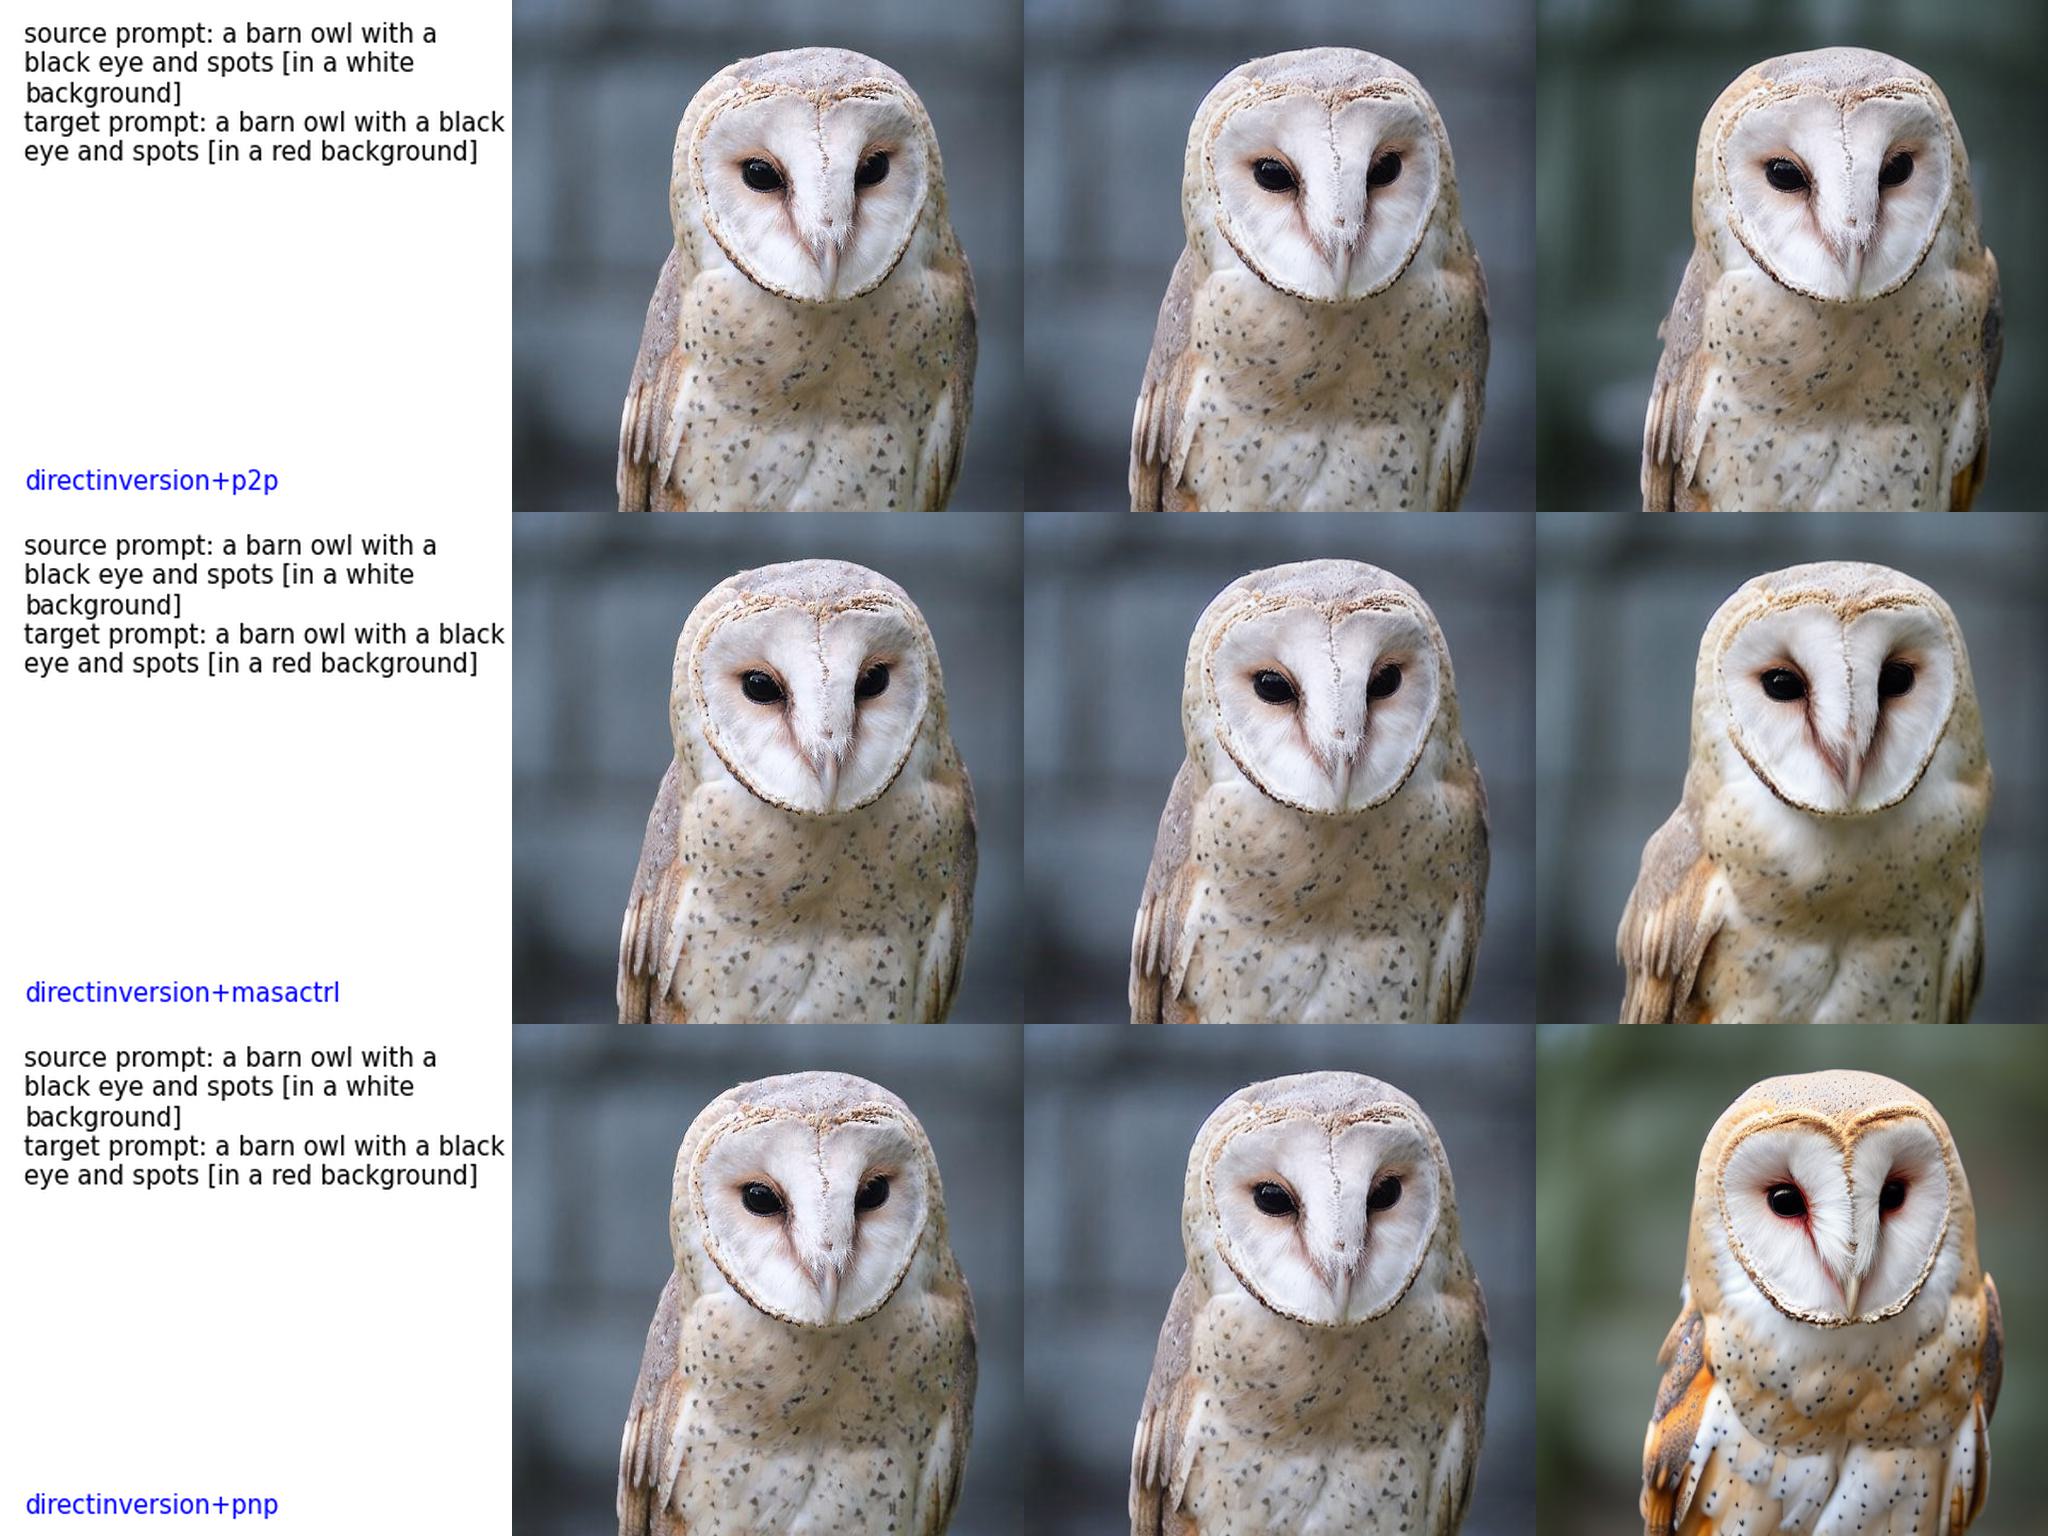 source prompt: a barn owl with a
black eye and spots [in a white
background]
target prompt: a barn owl with a black
eye and spots [in a red background]
directinversion+p2p
source prompt: a barn owl with a
black eye and spots [in a white
background]
target prompt: a barn owl with a black
eye and spots [in a red background]
directinversion+masactrl
source prompt: a barn owl with a
black eye and spots [in a white
background]
target prompt: a barn owl with a black
eye and spots [in a red background]
directinversion+pnp